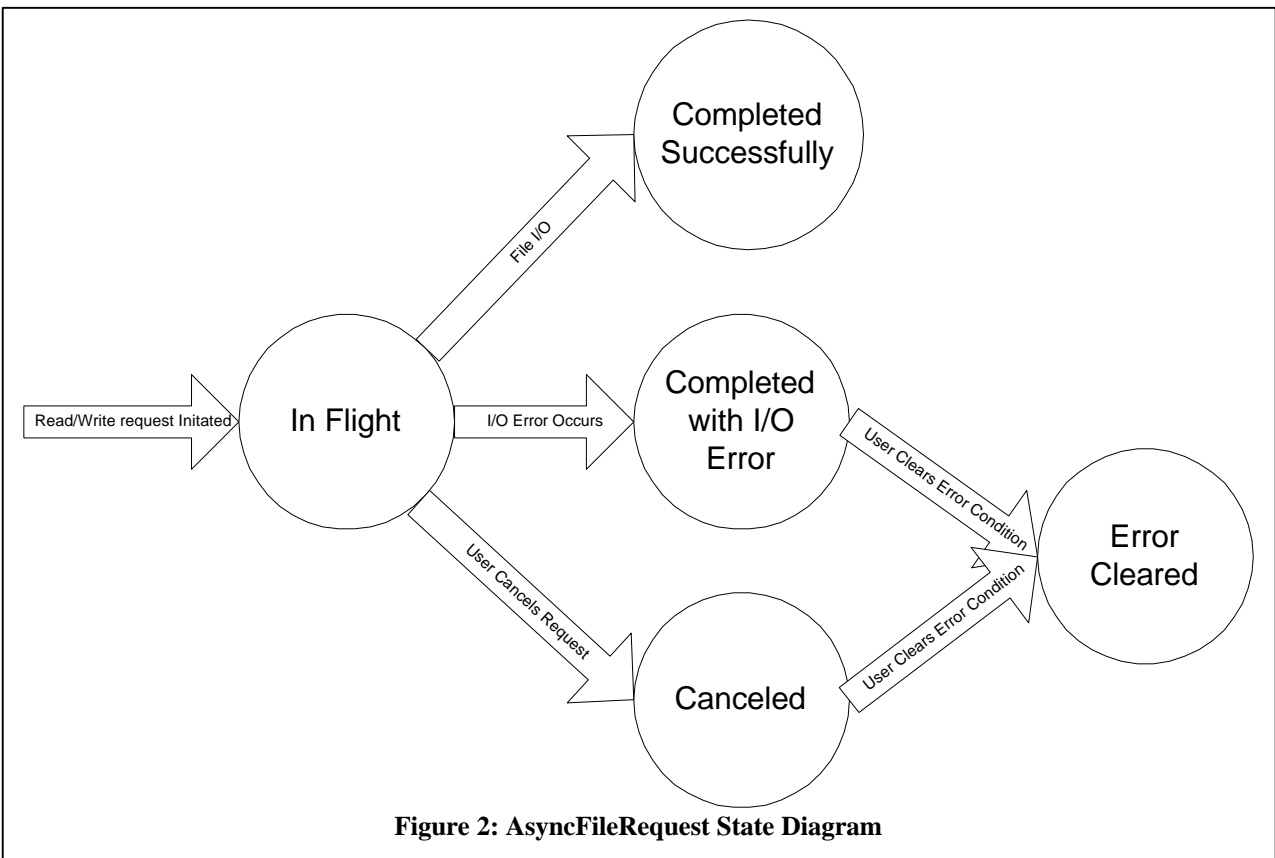 Completed
Successfully
File I/O
Read/Write request Initated
In Flight
I/O Error Occurs
Completed
with I/O
Error
User Clears Error Condition
Error
Cleared
User Cancels Request
User Clears Error Condition
Canceled
Figure 2: AsyncFileRequest State Diagram